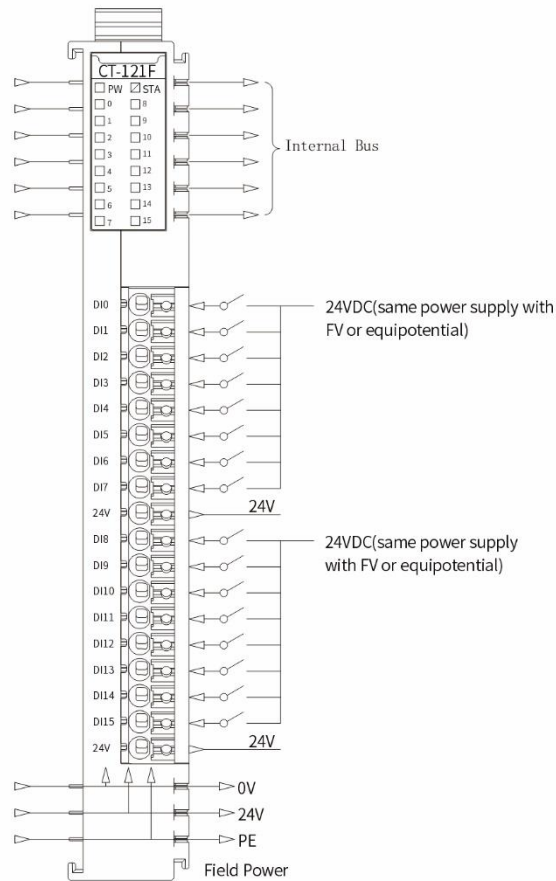 CT-121F
PW STA
0 8
1 9
2 10
3 11
4 12
5 13
6 14
7 15
Internal Bus
DI0
24VDC(same power supply with
FV or equipotential)
DI1
DI2
DI3
DI4
DI5
DI6
DI7
24V 24V
DI8
24VDC(same power supply
with FV or equipotential)
DI9
DI10
DI11
DI12
DI13
DI14
DI15
24V 24V
0V
24V
PE
Field Power